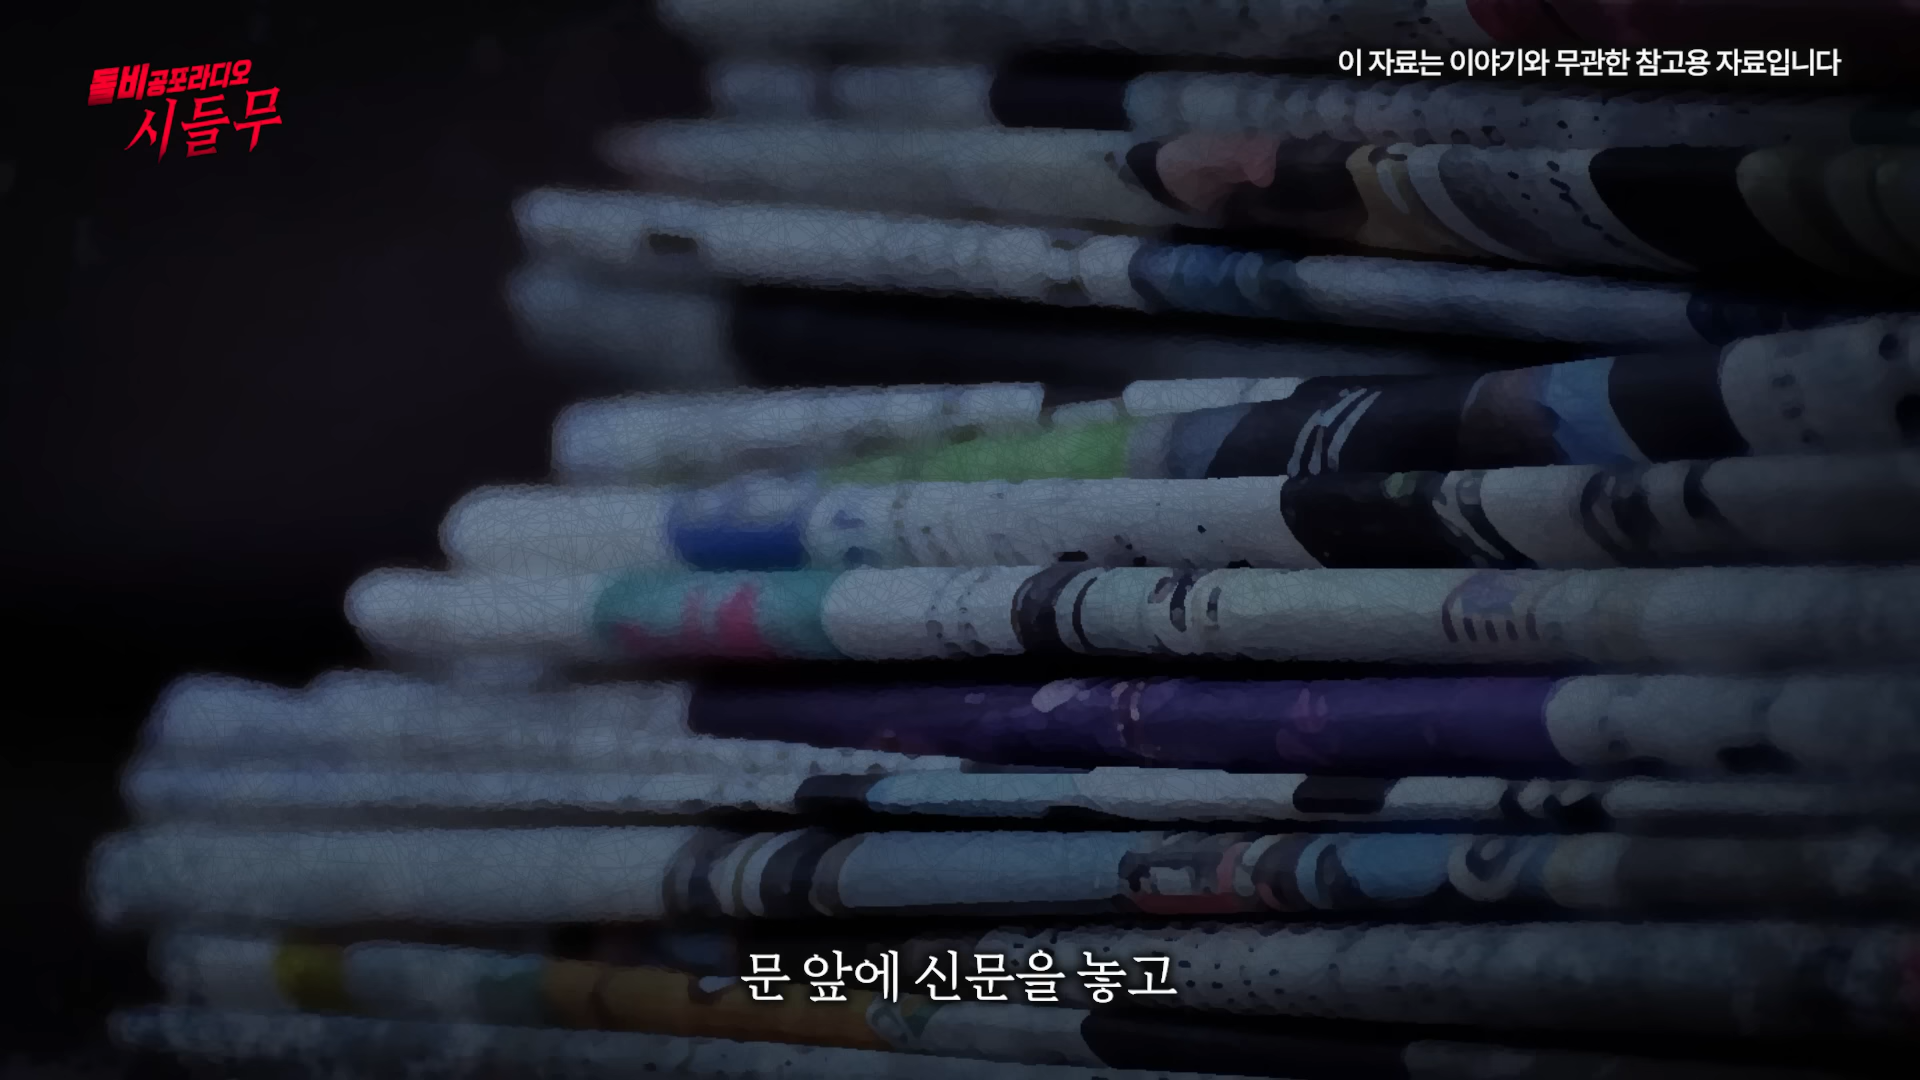 돌비공포라디오
시들무
이 자료는 이야기와 무관한 참고용 자료입니다
문 앞에 신문을 놓고